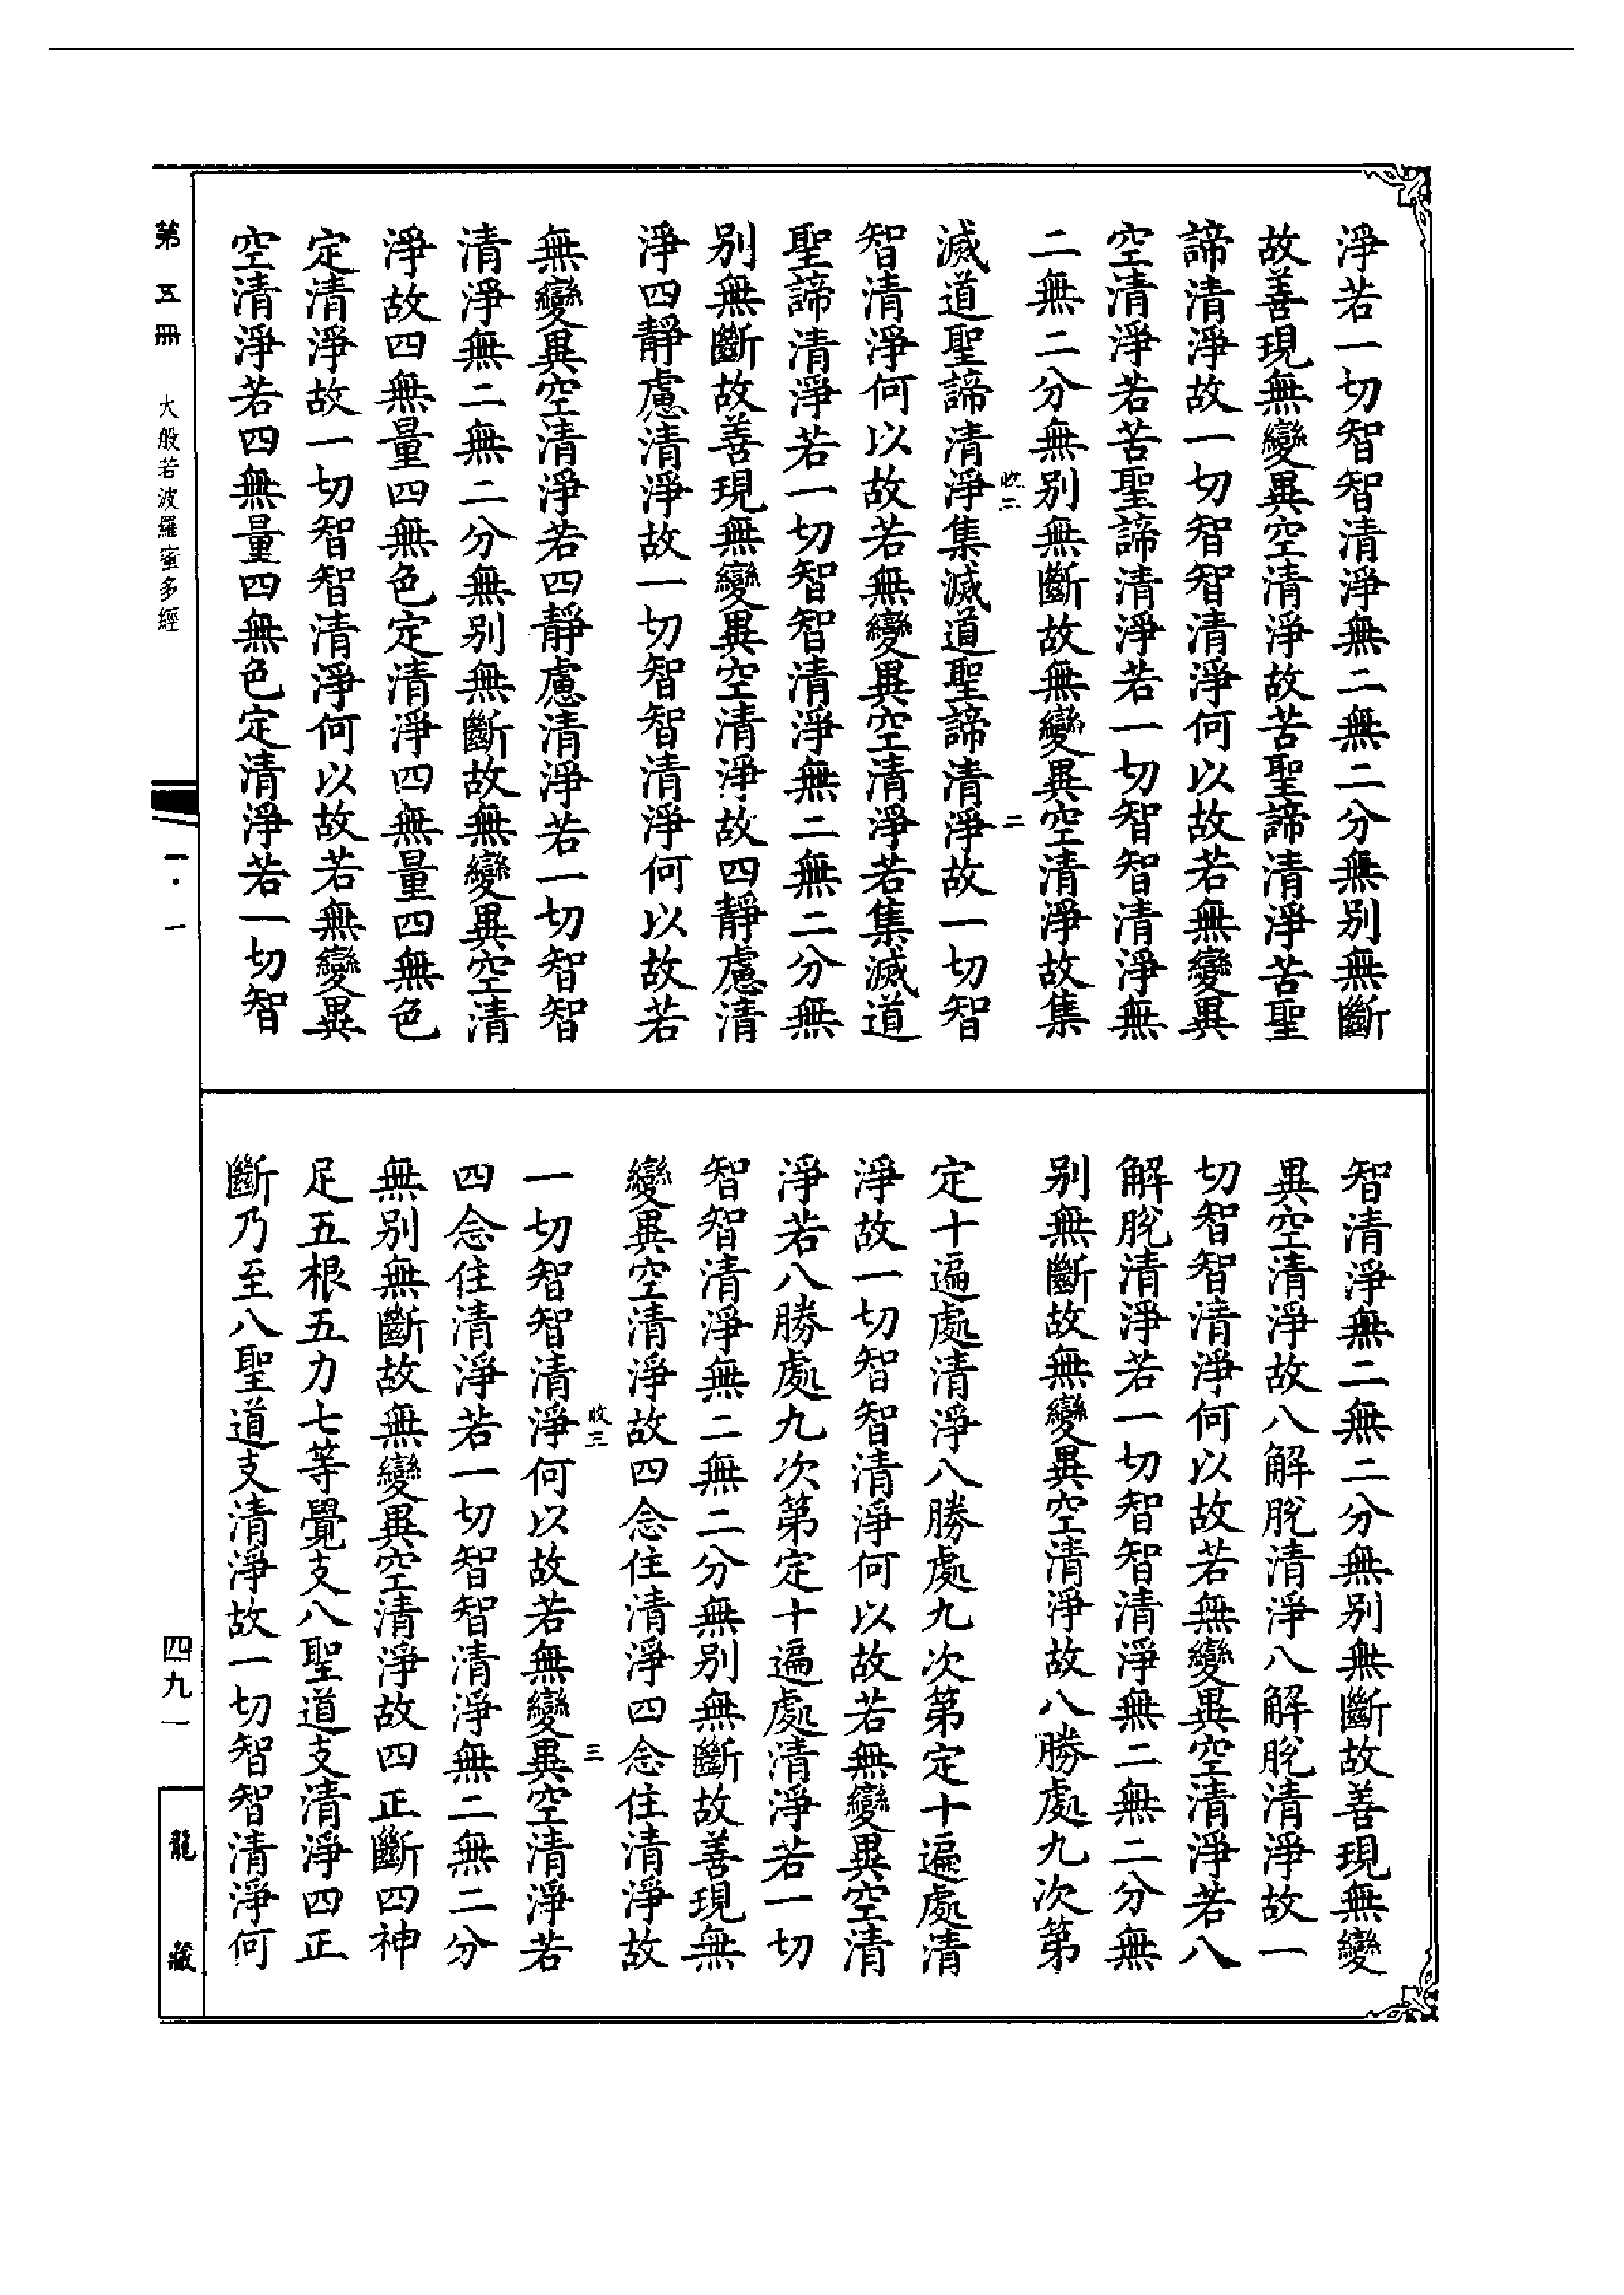 淨若一切智智清淨無二無二分無別無斷
故善現無變異空清淨故苦聖諦清淨苦聖
諦清淨故一切智智清淨何以故若無變異
空清淨若苦聖諦清淨若一切智智清淨無
二無二分無別無斷故無變異空清淨故集
收二 二
滅道聖諦清淨集滅道聖諦清淨故一切智
智清淨何以故若無變異空清淨若集滅道
聖諦清淨若一切智智清淨無二無二分無
別無斷故善現無變異空清淨故四靜慮清
淨四靜慮清淨故一切智智清淨何以故若
無變異空清淨若四靜慮清淨若一切智智
清淨無二無二分無別無斷故無變異空清
淨故四無量四無色定清淨四無量四無色
定清淨故一切智智清淨何以故若無變異
空清淨若四無量四無色定清淨若一切智
智清淨無二無二分無別無斷故善現無變
異空清淨故八解脫清淨八解脫清淨故一
切智智清淨何以故若無變異空清淨若八
解脫清淨若一切智智清淨無二無二分無
別無斷故無變異空清淨故八勝處九次第
定十遍處清淨八勝處九次第定十遍處清
淨故一切智智清淨何以故若無變異空清
淨若八勝處九次第定十遍處清淨若一切
智智清淨無二無二分無別無斷故善現無
變異空清淨故四念住清淨四念住清淨故
收三 三
一切智智清淨何以故若無變異空清淨若
四念住清淨若一切智智清淨無二無二分
無別無斷故無變異空清淨故四正斷四神
足五根五力七等覺支八聖道支清淨四正
斷乃至八聖道支清淨故一切智智清淨何
第五冊 大般若波羅蜜多經
一·一
四九一
龍藏